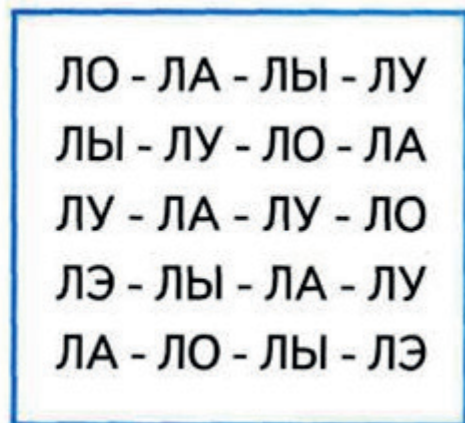 ЛО - ЛА - ЛЫ - ЛУ
ЛЫ - ЛУ - ЛО - ЛА
ЛУ - ЛА - ЛУ - ЛО
ЛЭ - ЛЫ - ЛА - ЛУ
ЛА - ЛО - ЛЫ - ЛЭ